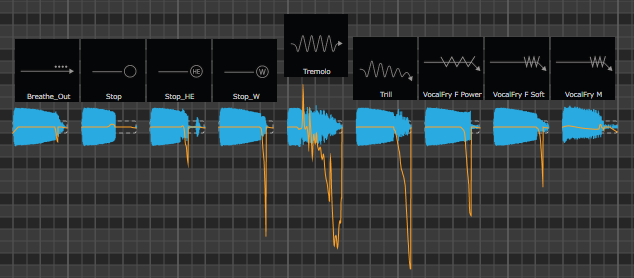 HE
W
Tremolo
Breathe_Out
Stop
Stop_HE
Stop_W
Trill
VocalFry F Power
VocalFry F Soft
VocalFry M